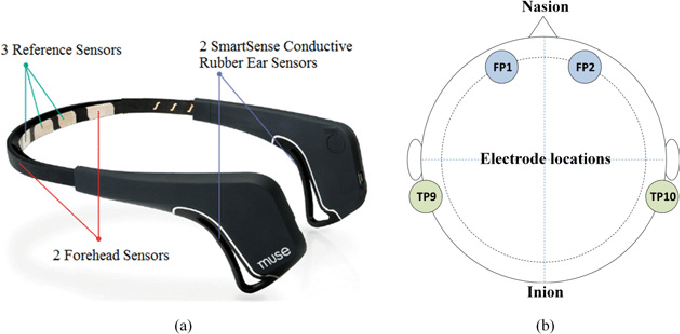 3 Reference Sensors
2 SmartSense Conductive
Rubber Ear Sensors
2 Forehead Sensors
muse
(a)
Nasion
FP1
FP2
Electrode locations
TP9
TP10
Inion
(b)